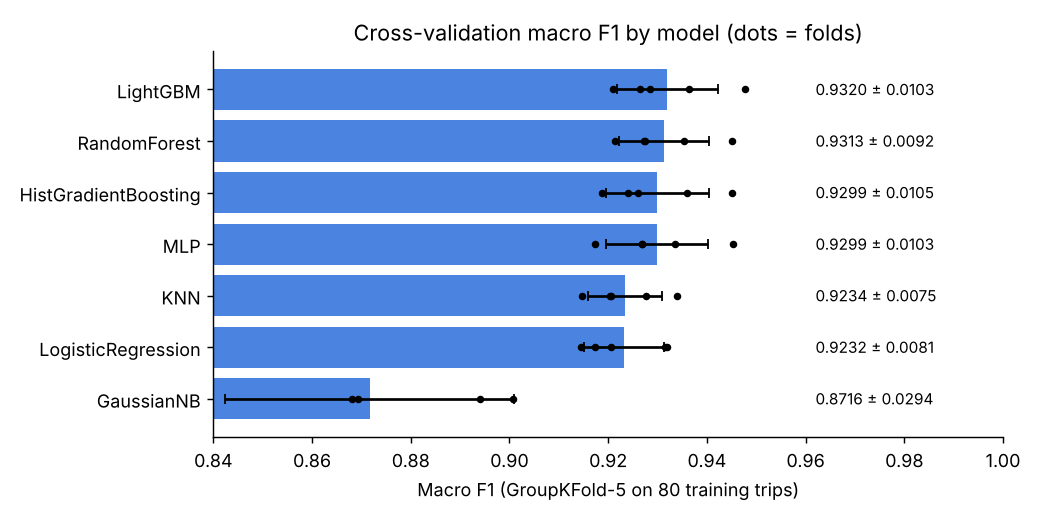 Cross-validation macro F1 by model (dots = folds)
LightGBM 0.9320 ± 0.0103
RandomForest 0.9313 ± 0.0092
HistGradientBoosting 0.9299 ± 0.0105
MLP 0.9299 ± 0.0103
KNN 0.9234 ± 0.0075
LogisticRegression 0.9232 ± 0.0081
GaussianNB 0.8716 ± 0.0294
0.84 0.86 0.88 0.90 0.92 0.94 0.96 0.98 1.00
Macro F1 (GroupKFold-5 on 80 training trips)